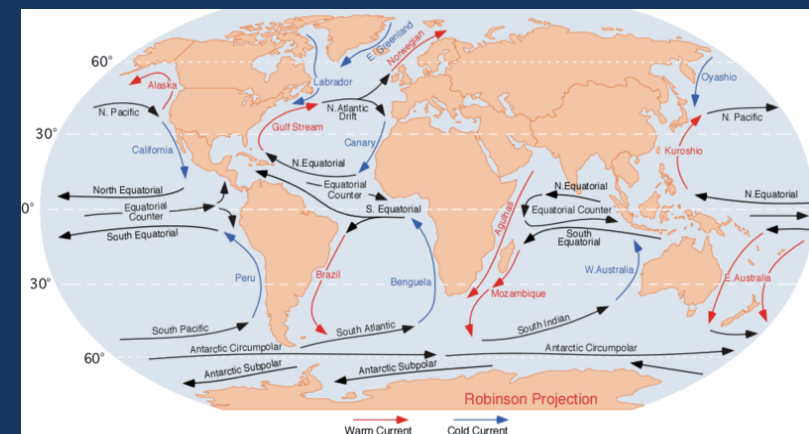 60°
30°
0°
30°
60°
E. Greenland
Norwegian
Labrador
Alaska
Oyashio
N. Pacific
N. Atlantic
Drift
N. Pacific
Gulf Stream
California
Canary
Kuroshio
N.Equatorial
North Equatorial
Equatorial
Counter
N.Equatorial
N.Equatorial
Equatorial
Counter
S. Equatorial
Agulhas
Equatorial Counter
South Equatorial
South
Equatorial
Peru
Brazil
Benguela
Mozambique
W.Australia
E.Australia
South Pacific
South Atlantic
South Indian
Antarctic Circumpolar
Antarctic Circumpolar
Antarctic Subpolar
Antarctic Subpolar
Robinson Projection
Warm Current
Cold Current